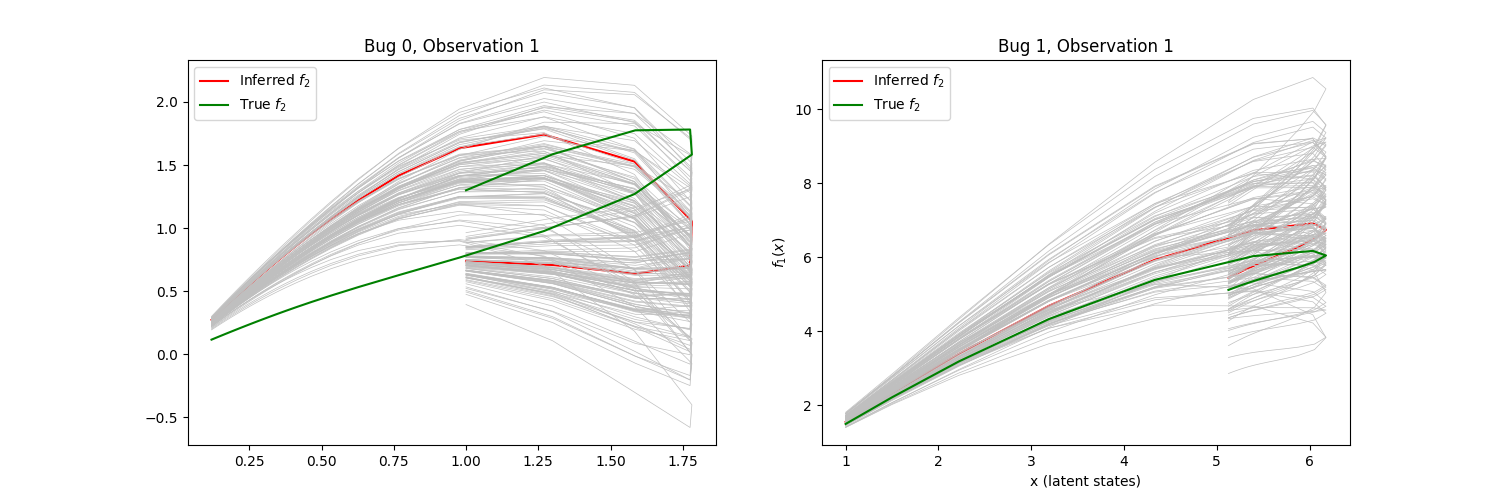 Bug 0, Observation 1
Inferred f₂
True f₂
2.0
1.5
1.0
0.5
0.0
−0.5
0.25 0.50 0.75 1.00 1.25 1.50 1.75
Bug 1, Observation 1
Inferred f₂
True f₂
f₁(x)
10
8
6
4
2
1 2 3 4 5 6
x (latent states)